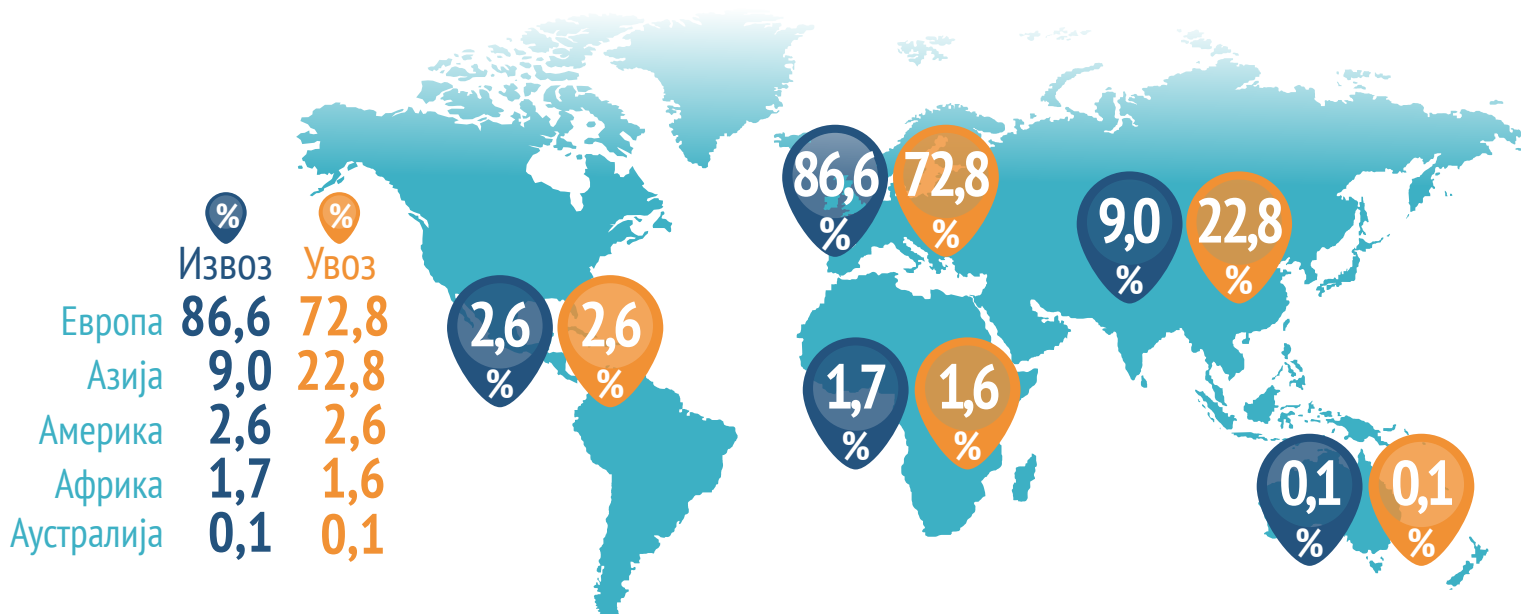 % %
Извоз Увоз
Европа 86,6 72,8
Азија 9,0 22,8
Америка 2,6 2,6
Африка 1,7 1,6
Аустралија 0,1 0,1
86,6 % 72,8 %
9,0 % 22,8 %
2,6 % 2,6 %
1,7 % 1,6 %
0,1 % 0,1 %